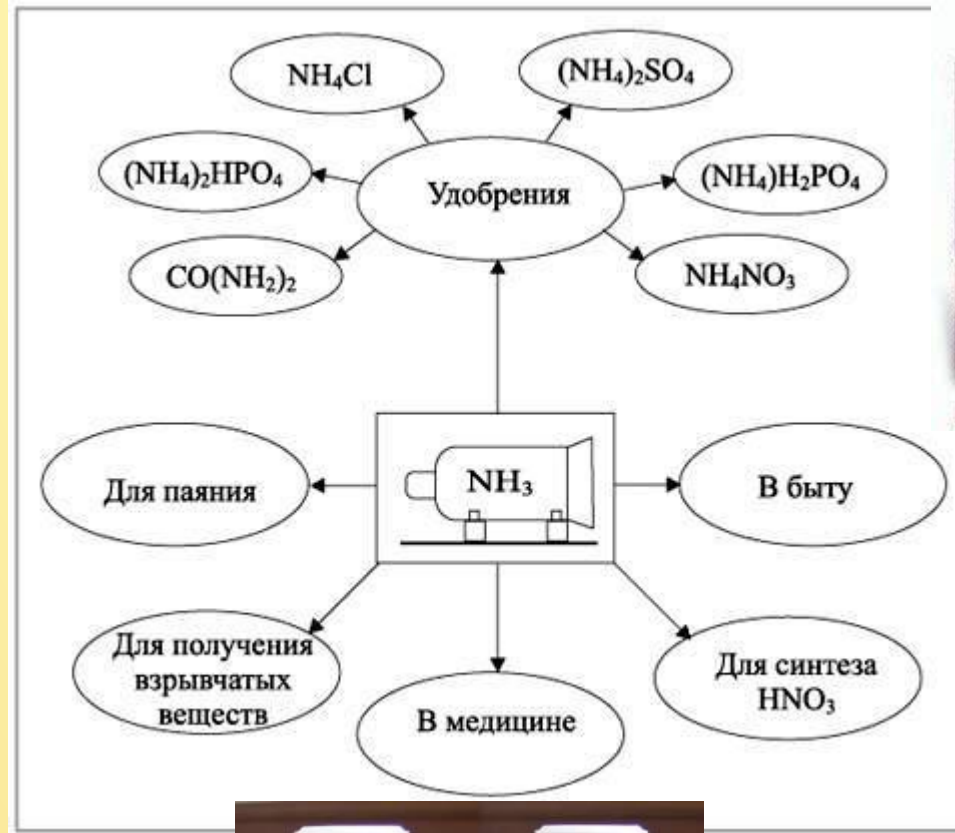 NH₄Cl
(NH₄)₂SO₄
(NH₄)₂HPO₄
Удобрения
(NH₄)H₂PO₄
CO(NH₂)₂
NH₄NO₃
Для паяния
NH₃
В быту
Для получения
взрывчатых
веществ
В медицине
Для синтеза
HNO₃